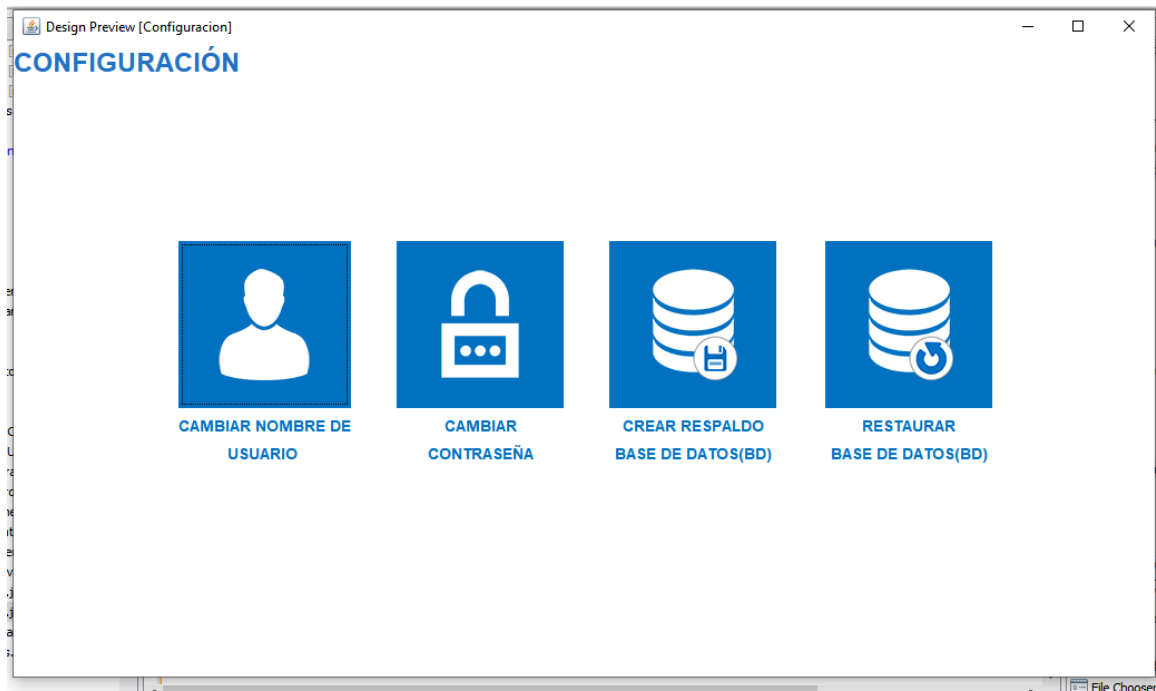 Design Preview [Configuracion]
CONFIGURACIÓN
CAMBIAR NOMBRE DE
USUARIO
CAMBIAR
CONTRASEÑA
CREAR RESPALDO
BASE DE DATOS(BD)
RESTAURAR
BASE DE DATOS(BD)
File Chooser